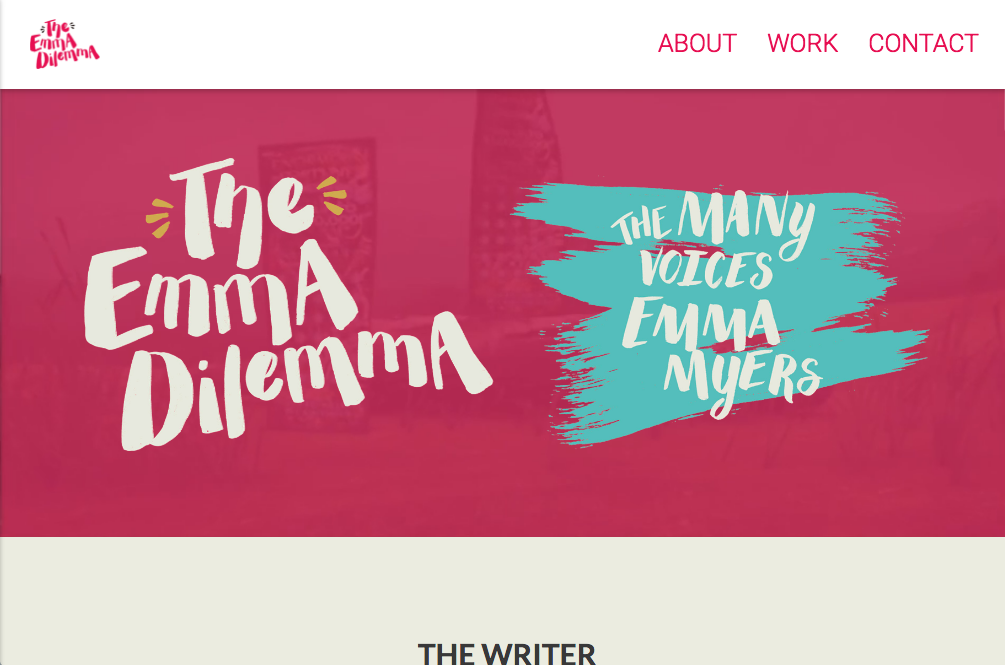 The
EmmA
DilemmA
ABOUT WORK CONTACT
The
EmmA
DilemmA
THE MANy
VOICES
EMMA
MyERS
THE WRITER